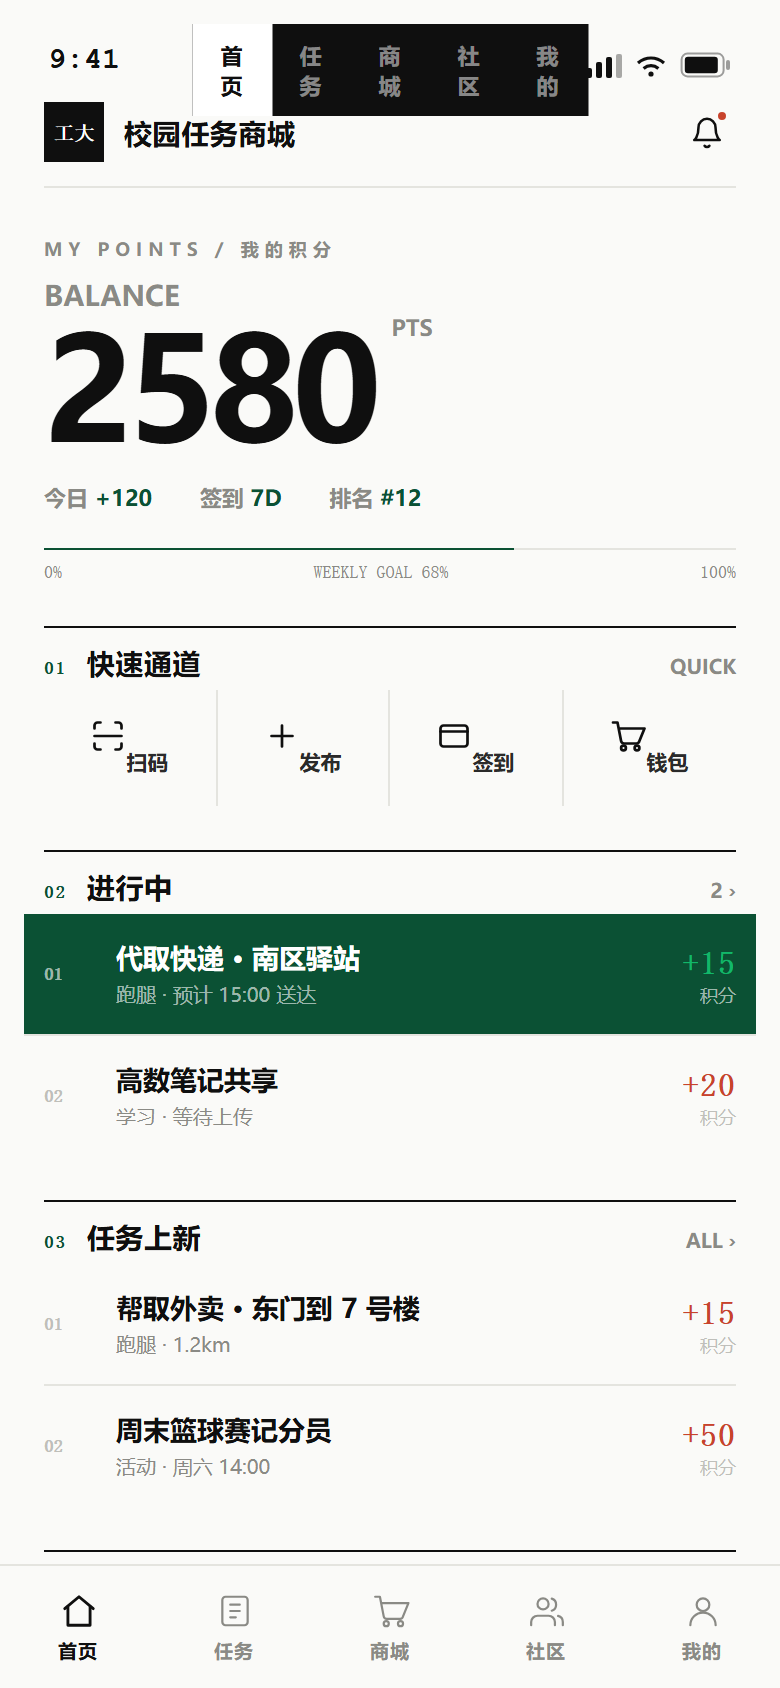 9:41
首页
任务
商城
社区
我的
工大
校园任务商城
MY POINTS / 我的积分
BALANCE
2580 PTS
今日 +120 签到 7D 排名 #12
0% WEEKLY GOAL 68% 100%
01 快速通道 QUICK
扫码 发布 签到 钱包
02 进行中 2 ›
01 代取快递 · 南区驿站 +15
跑腿 · 预计 15:00 送达 积分
02 高数笔记共享 +20
学习 · 等待上传 积分
03 任务上新 ALL ›
01 帮取外卖 · 东门到 7 号楼 +15
跑腿 · 1.2km 积分
02 周末篮球赛记分员 +50
活动 · 周六 14:00 积分
首页 任务 商城 社区 我的